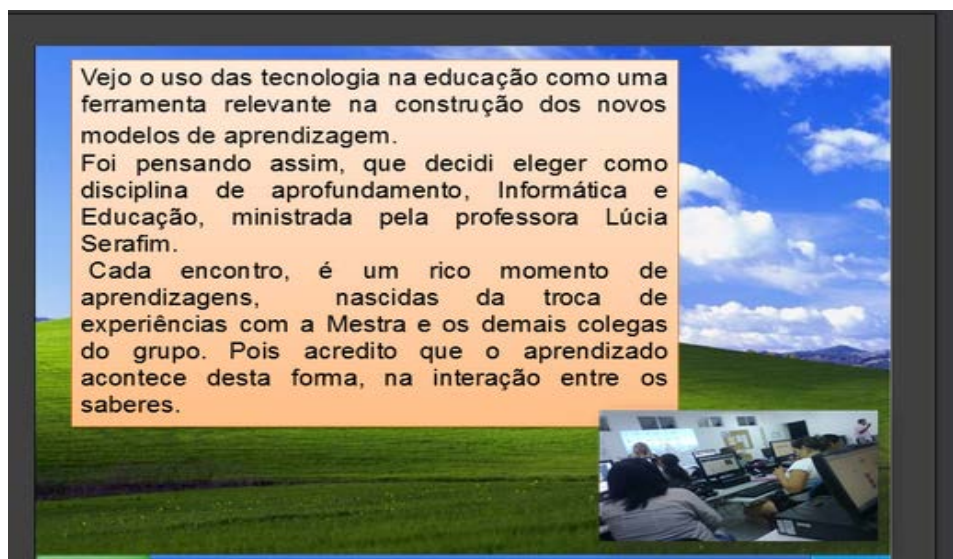 Vejo o uso das tecnologia na educação como uma
ferramenta relevante na construção dos novos
modelos de aprendizagem.
Foi pensando assim, que decidi eleger como
disciplina de aprofundamento, Informática e
Educação, ministrada pela professora Lúcia
Serafim.
Cada encontro, é um rico momento de
aprendizagens, nascidas da troca de
experiências com a Mestra e os demais colegas
do grupo. Pois acredito que o aprendizado
acontece desta forma, na interação entre os
saberes.